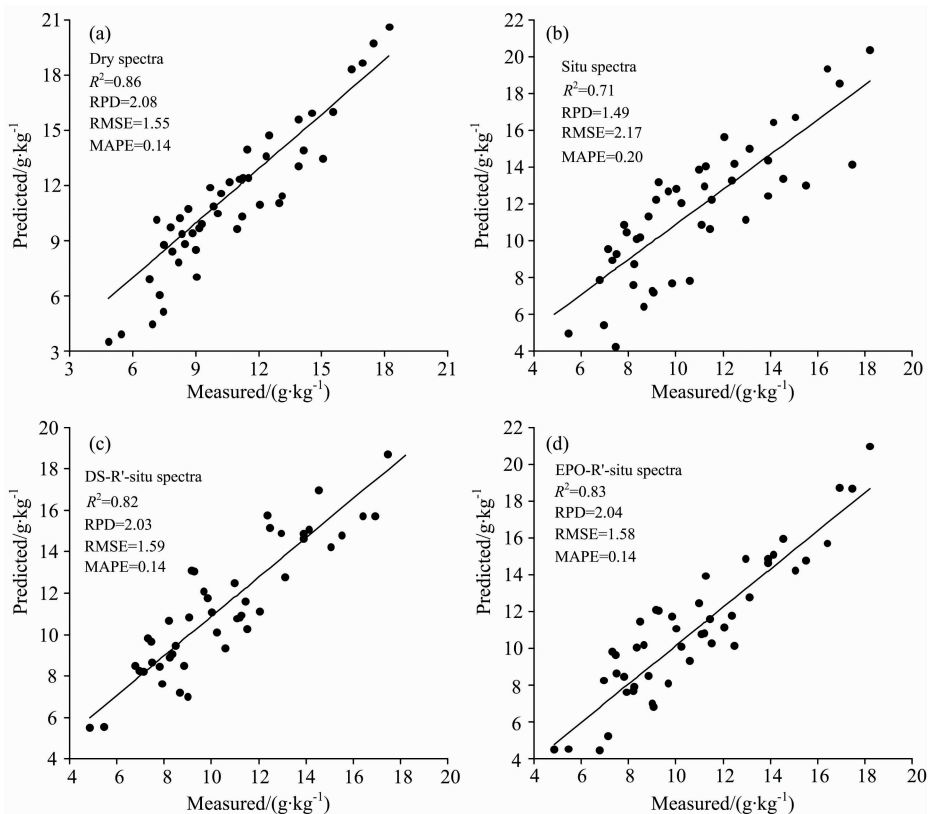 (a)
Dry spectra
R²=0.86
RPD=2.08
RMSE=1.55
MAPE=0.14
21
18
15
12
9
6
3
Predicted/g·kg⁻¹
3 6 9 12 15 18 21
Measured/(g·kg⁻¹)
(b)
Situ spectra
R²=0.71
RPD=1.49
RMSE=2.17
MAPE=0.20
22
20
18
16
14
12
10
8
6
4
Predicted/g·kg⁻¹
4 6 8 10 12 14 16 18 20
Measured/(g·kg⁻¹)
(c)
DS-R'-situ spectra
R²=0.82
RPD=2.03
RMSE=1.59
MAPE=0.14
20
18
16
14
12
10
8
6
4
Predicted/g·kg⁻¹
4 6 8 10 12 14 16 18 20
Measured/(g·kg⁻¹)
(d)
EPO-R'-situ spectra
R²=0.83
RPD=2.04
RMSE=1.58
MAPE=0.14
22
20
18
16
14
12
10
8
6
4
Predicted/g·kg⁻¹
4 6 8 10 12 14 16 18 20
Measured/(g·kg⁻¹)